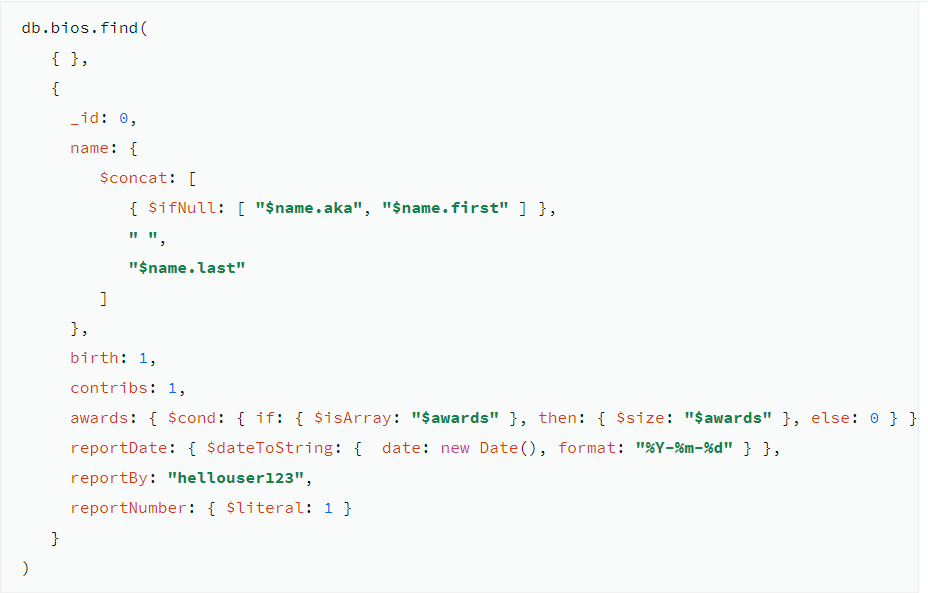 db.bios.find(
   { },
   {
     _id: 0,
     name: {
        $concat: [
           { $ifNull: [ "$name.aka", "$name.first" ] },
           " ",
           "$name.last"
        ]
     },
     birth: 1,
     contribs: 1,
     awards: { $cond: { if: { $isArray: "$awards" }, then: { $size: "$awards" }, else: 0 } }
     reportDate: { $dateToString: {  date: new Date(), format: "%Y-%m-%d" } },
     reportBy: "hellouser123",
     reportNumber: { $literal: 1 }
   }
)